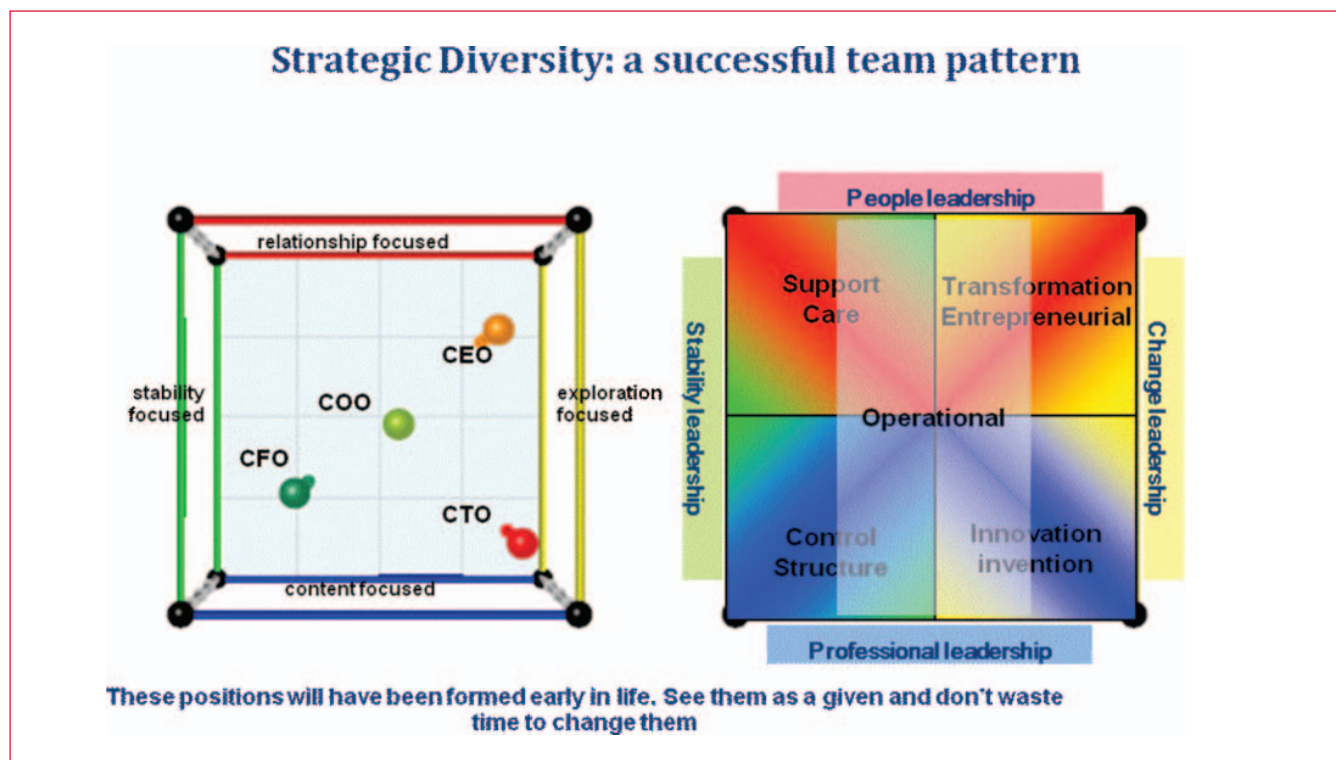 Strategic Diversity: a successful team pattern
relationship focused
stability
focused
exploration
focused
CEO
COO
CFO
CTO
content focused
People leadership
Stability leadership
Support
Care
Transformation
Entrepreneurial
Operational
Control
Structure
Innovation
invention
Change leadership
Professional leadership
These positions will have been formed early in life. See them as a given and don't waste
time to change them